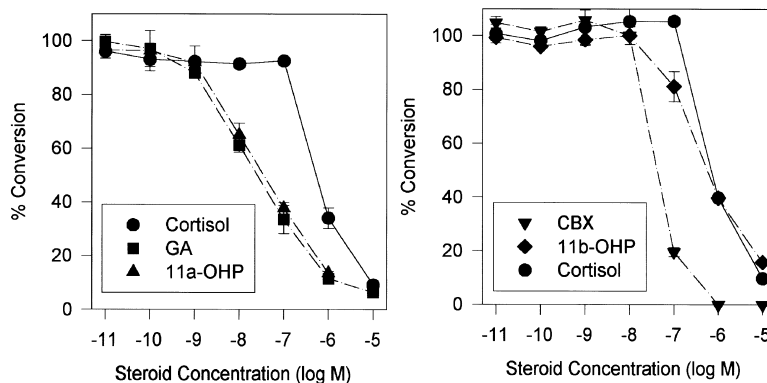 % Conversion
100
80
60
40
20
0
Cortisol
GA
11a-OHP
-11 -10 -9 -8 -7 -6 -5
Steroid Concentration (log M)
% Conversion
100
80
60
40
20
0
CBX
11b-OHP
Cortisol
-11 -10 -9 -8 -7 -6 -5
Steroid Concentration (log M)